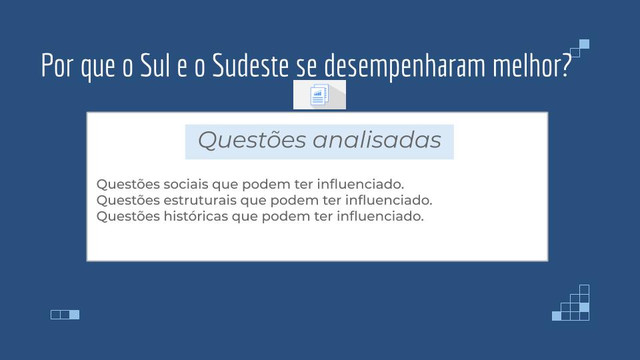 Por que o Sul e o Sudeste se desempenharam melhor?
Questões analisadas
Questões sociais que podem ter influenciado.
Questões estruturais que podem ter influenciado.
Questões históricas que podem ter influenciado.